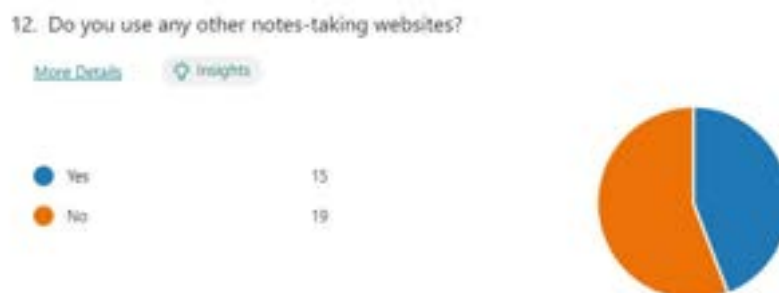 12. Do you use any other notes-taking websites?
More Details Insights
Yes 15
No 19